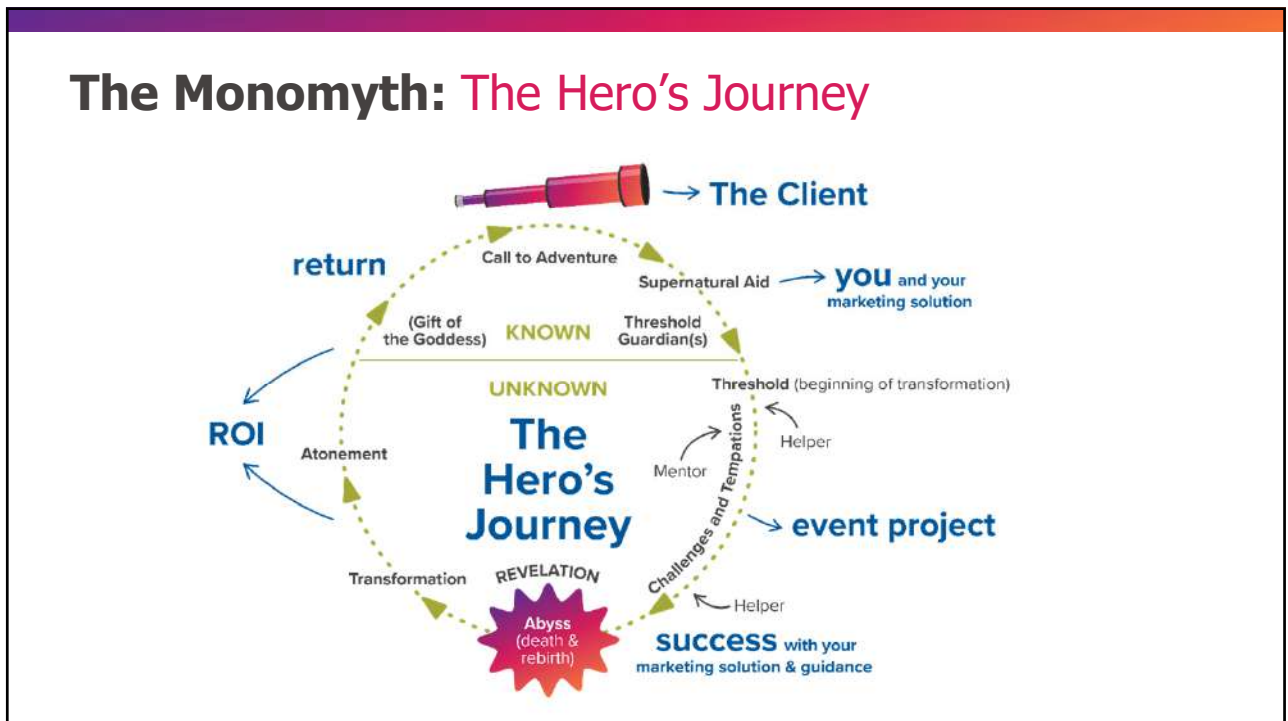 The Monomyth: The Hero's Journey
The Client
return
Call to Adventure
Supernatural Aid
you and your
marketing solution
(Gift of
the Goddess)
KNOWN
Threshold
Guardian(s)
UNKNOWN
Threshold (beginning of transformation)
The
Hero's
Journey
ROI
Atonement
Mentor
Helper
Challenges and Tempations
event project
Transformation
REVELATION
Helper
Abyss
(death &
rebirth)
success with your
marketing solution & guidance